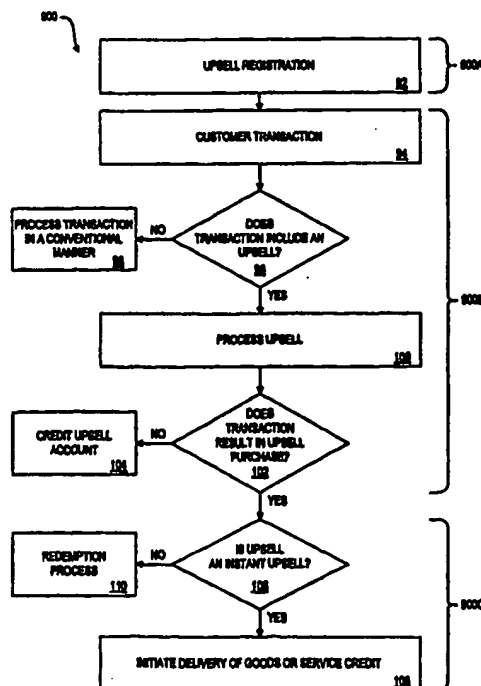 UPSELL REGISTRATION
92
CUSTOMER TRANSACTION
94
DOES
TRANSACTION INCLUDE AN
UPSELL?
NO
PROCESS TRANSACTION
IN A CONVENTIONAL
MANNER
YES
PROCESS UPSELL
DOES
TRANSACTION
RESULT IN UPSELL
PURCHASE?
102
NO
CREDIT UPSELL
ACCOUNT
104
YES
IS UPSELL
AN INSTANT UPSELL?
106
NO
REDEMPTION
PROCESS
110
YES
INITIATE DELIVERY OF GOODS OR SERVICE CREDIT
108